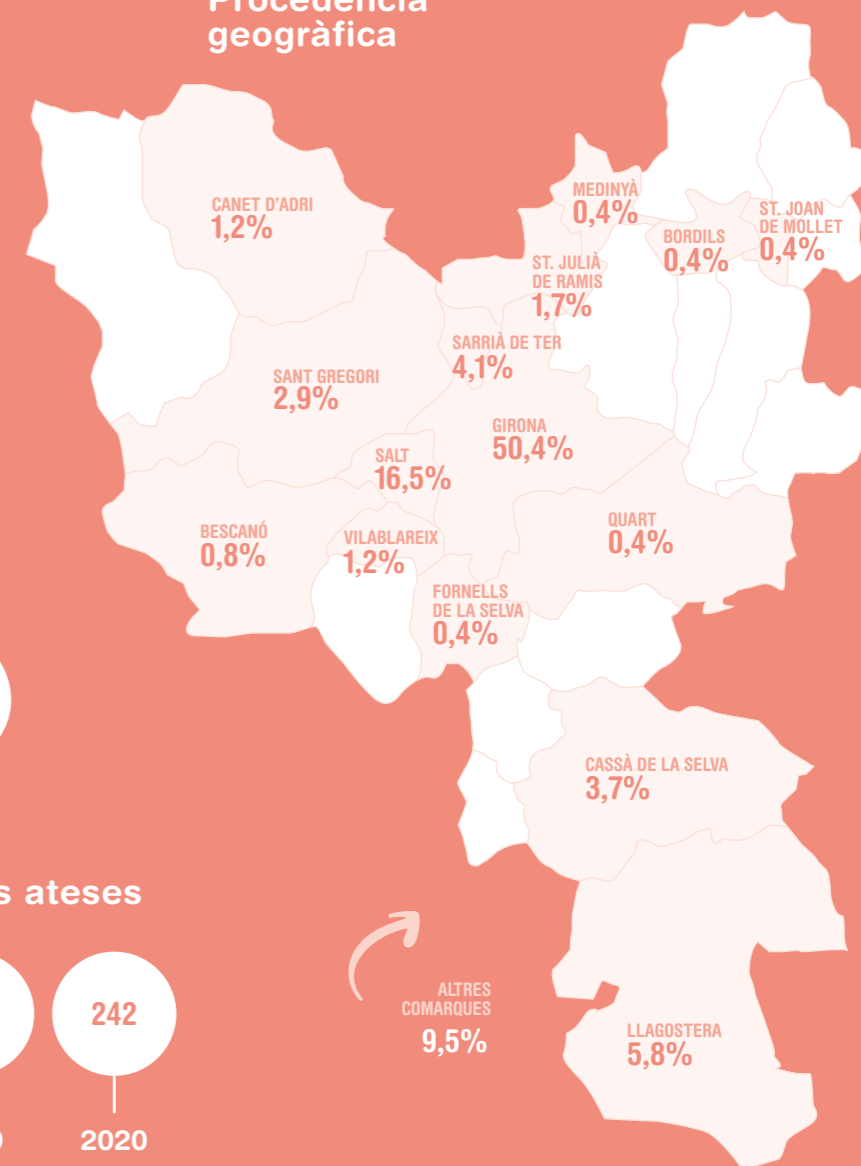 Procedència
geogràfica
CANET D'ADRI
1,2%
MEDINYÀ
0,4%
ST. JOAN
DE MOLLET
0,4%
BORDILS
0,4%
ST. JULIÀ
DE RAMIS
1,7%
SARRIÀ DE TER
4,1%
SANT GREGORI
2,9%
GIRONA
50,4%
SALT
16,5%
QUART
0,4%
BESCANÓ
0,8%
VILABLAREIX
1,2%
FORNELLS
DE LA SELVA
0,4%
CASSÀ DE LA SELVA
3,7%
ateses
242
2020
ALTRES
COMARQUES
9,5%
LLAGOSTERA
5,8%